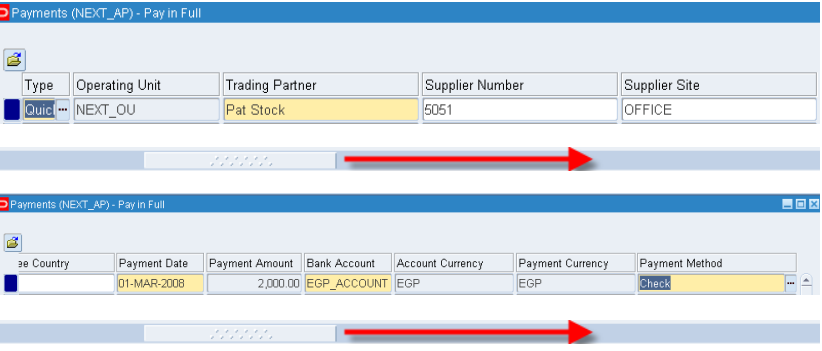 Payments (NEXT_AP) - Pay in Full
Type Operating Unit Trading Partner Supplier Number Supplier Site
Quicl NEXT_OU Pat Stock 5051 OFFICE
Payments (NEXT_AP) - Pay in Full
ee Country Payment Date Payment Amount Bank Account Account Currency Payment Currency Payment Method
01-MAR-2008 2,000.00 EGP_ACCOUNT EGP EGP Check